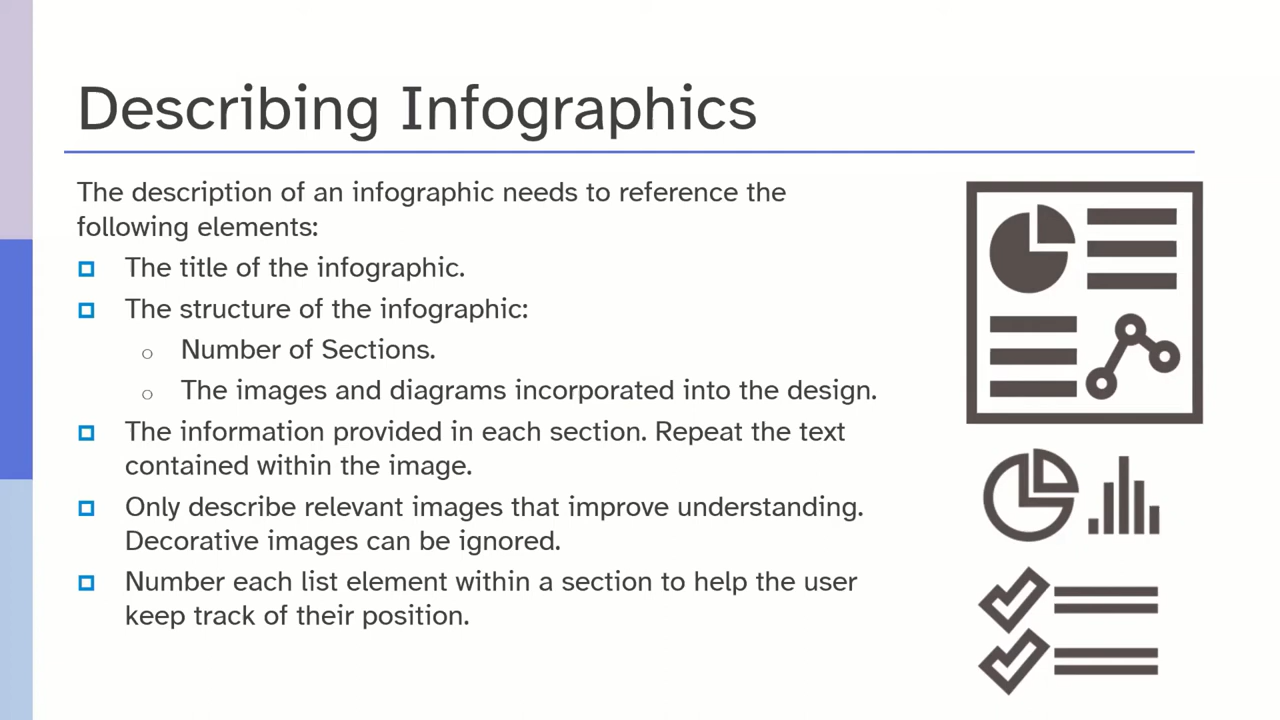 Describing Infographics
The description of an infographic needs to reference the
following elements:
The title of the infographic.
The structure of the infographic:
Number of Sections.
The images and diagrams incorporated into the design.
The information provided in each section. Repeat the text
contained within the image.
Only describe relevant images that improve understanding.
Decorative images can be ignored.
Number each list element within a section to help the user
keep track of their position.